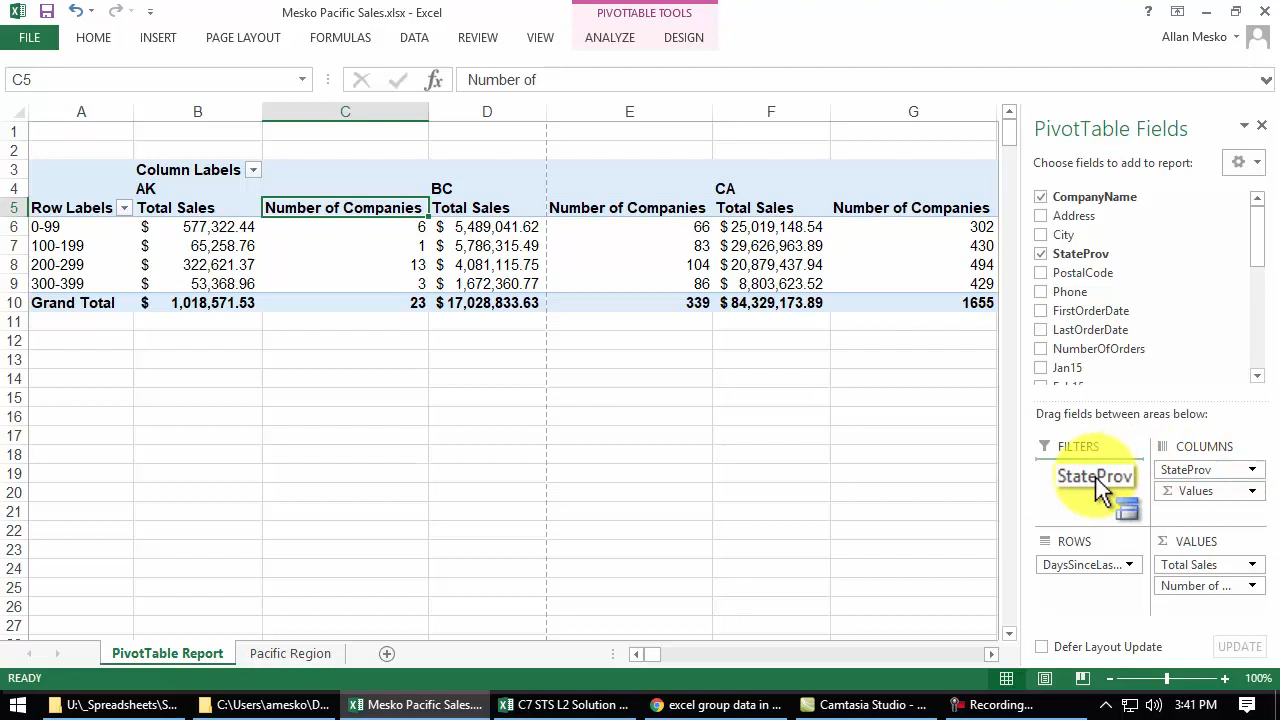 Mesko Pacific Sales.xlsx - Excel
PIVOTTABLE TOOLS
?
FILE HOME INSERT PAGE LAYOUT FORMULAS DATA REVIEW VIEW ANALYZE DESIGN Allan Mesko
C5 fx Number of
A B C D E F G
1
2
3 Column Labels
4 AK BC CA
5 Row Labels Total Sales Number of Companies Total Sales Number of Companies Total Sales Number of Companies
6 0-99 $ 577,322.44 6 $ 5,489,041.62 66 $ 25,019,148.54 302
7 100-199 $ 65,258.76 1 $ 5,786,315.49 83 $ 29,626,963.89 430
8 200-299 $ 322,621.37 13 $ 4,081,115.75 104 $ 20,879,437.94 494
9 300-399 $ 53,368.96 3 $ 1,672,360.77 86 $ 8,803,623.52 429
10 Grand Total $ 1,018,571.53 23 $ 17,028,833.63 339 $ 84,329,173.89 1655
11
12
13
14
15
16
17
18
19
20
21
22
23
24
25
26
27
PivotTable Fields
Choose fields to add to report:
CompanyName
Address
City
StateProv
PostalCode
Phone
FirstOrderDate
LastOrderDate
NumberOfOrders
Jan15
Drag fields between areas below:
FILTERS
StateProv
COLUMNS
StateProv
Σ Values
ROWS
DaysSinceLas...
Σ VALUES
Total Sales
Number of ...
Defer Layout Update UPDATE
PivotTable Report Pacific Region
READY 100%
U:\_Spreadsheets\S... C:\Users\amesko\D... Mesko Pacific Sales.... C7 STS L2 Solution ... excel group data in ... Camtasia Studio - ... Recording... 3:41 PM